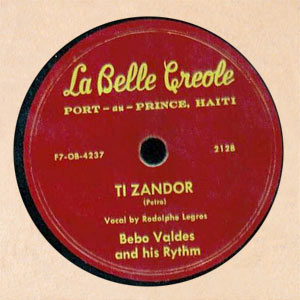 La Belle Creole
PORT-au-PRINCE, HAITI
F7-OB-4237 2128
TI ZANDOR
(Petro)
Vocal by Rodolphe Legros
Bebo Valdes
and his Rythm